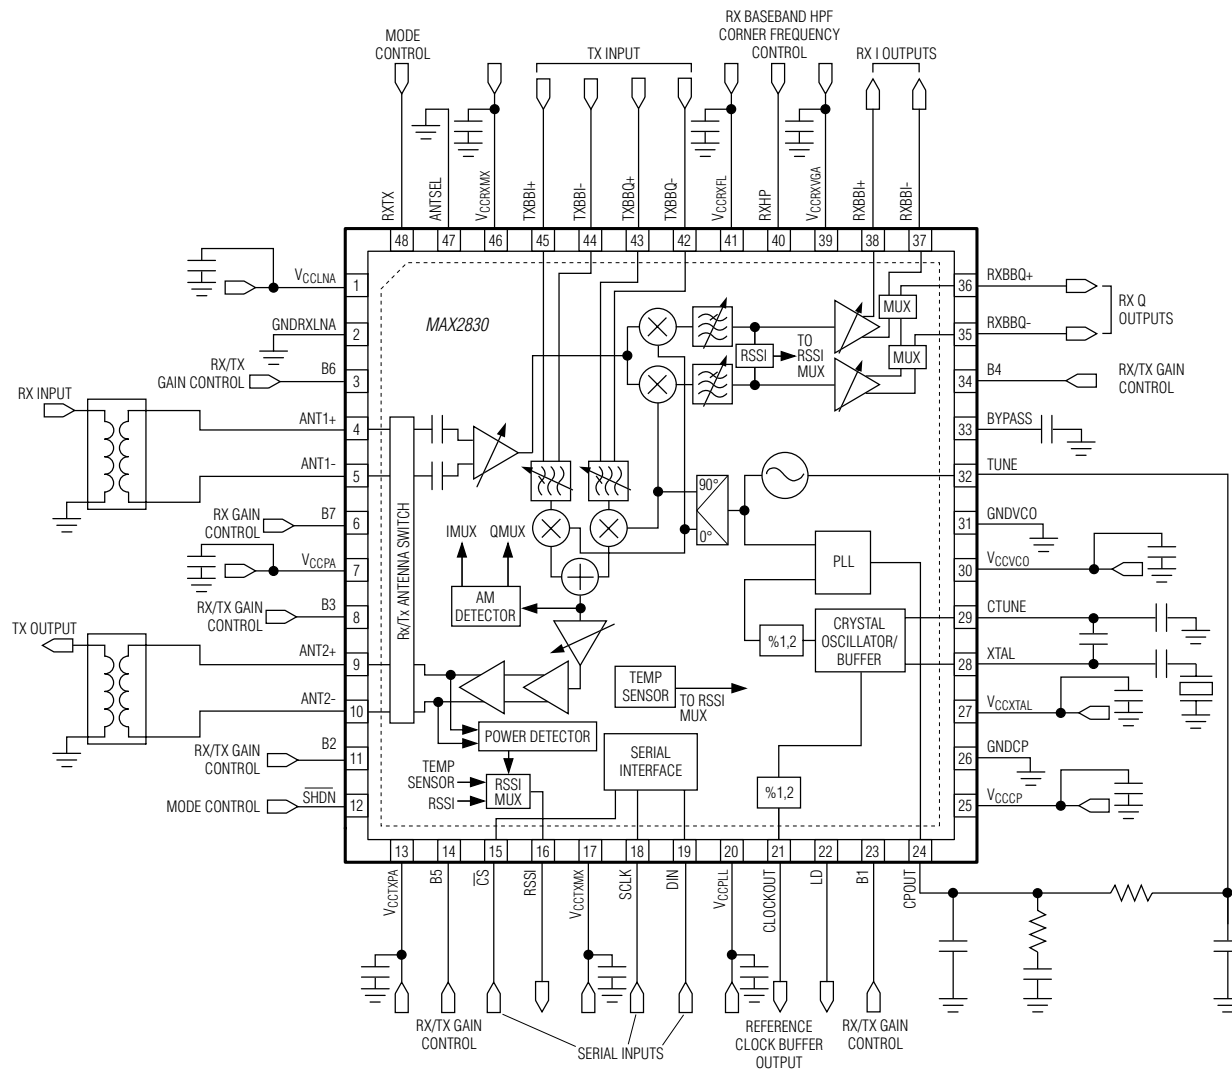 RX BASEBAND HPF
CORNER FREQUENCY
CONTROL
MODE
CONTROL
TX INPUT
RX I OUTPUTS
RXTX
ANTSEL
VCCRXMX
TXBBI+
TXBBI-
TXBBQ+
TXBBQ-
VCCRXFL
RXHP
VCCRXVGA
RXBBI+
RXBBI-
48
47
46
45
44
43
42
41
40
39
38
37
VCCLNA
1
GNDRXLNA
2
RX/TX
GAIN CONTROL
B6
3
RX INPUT
ANT1+
4
ANT1-
5
RX GAIN
CONTROL
B7
6
VCCPA
7
RX/TX GAIN
CONTROL
B3
8
TX OUTPUT
ANT2+
9
ANT2-
10
RX/TX GAIN
CONTROL
B2
11
MODE CONTROL
SHDN
12
MAX2830
MUX
MUX
RSSI
TO
RSSI
MUX
Rx/Tx ANTENNA SWITCH
90°
0°
IMUX
QMUX
AM
DETECTOR
PLL
CRYSTAL
OSCILLATOR/
BUFFER
%1,2
TEMP
SENSOR
TO RSSI
MUX
POWER DETECTOR
SERIAL
INTERFACE
TEMP
SENSOR
RSSI
RSSI
MUX
%1,2
36
RXBBQ+
RX Q
OUTPUTS
35
RXBBQ-
34
B4
RX/TX GAIN
CONTROL
33
BYPASS
32
TUNE
31
GNDVCO
30
VCCVCO
29
CTUNE
28
XTAL
27
VCCXTAL
26
GNDCP
25
VCCCP
13
14
15
16
17
18
19
20
21
22
23
24
VCCTXPA
B5
CS
RSSI
VCCTXMX
SCLK
DIN
VCCPLL
CLOCKOUT
LD
B1
CPOUT
RX/TX GAIN
CONTROL
SERIAL INPUTS
REFERENCE
CLOCK BUFFER
OUTPUT
RX/TX GAIN
CONTROL